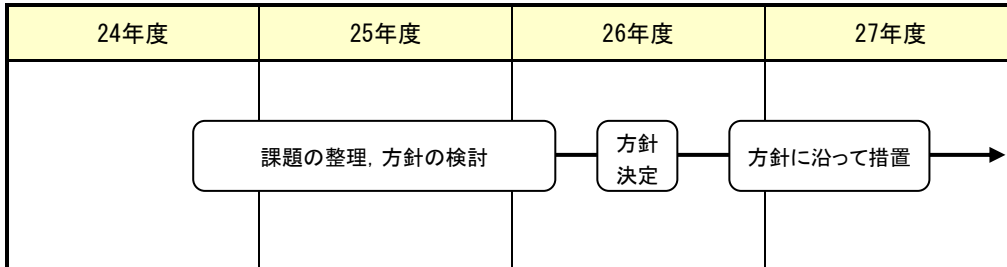 24年度
25年度
26年度
27年度
課題の整理，方針の検討
方針
決定
方針に沿って措置